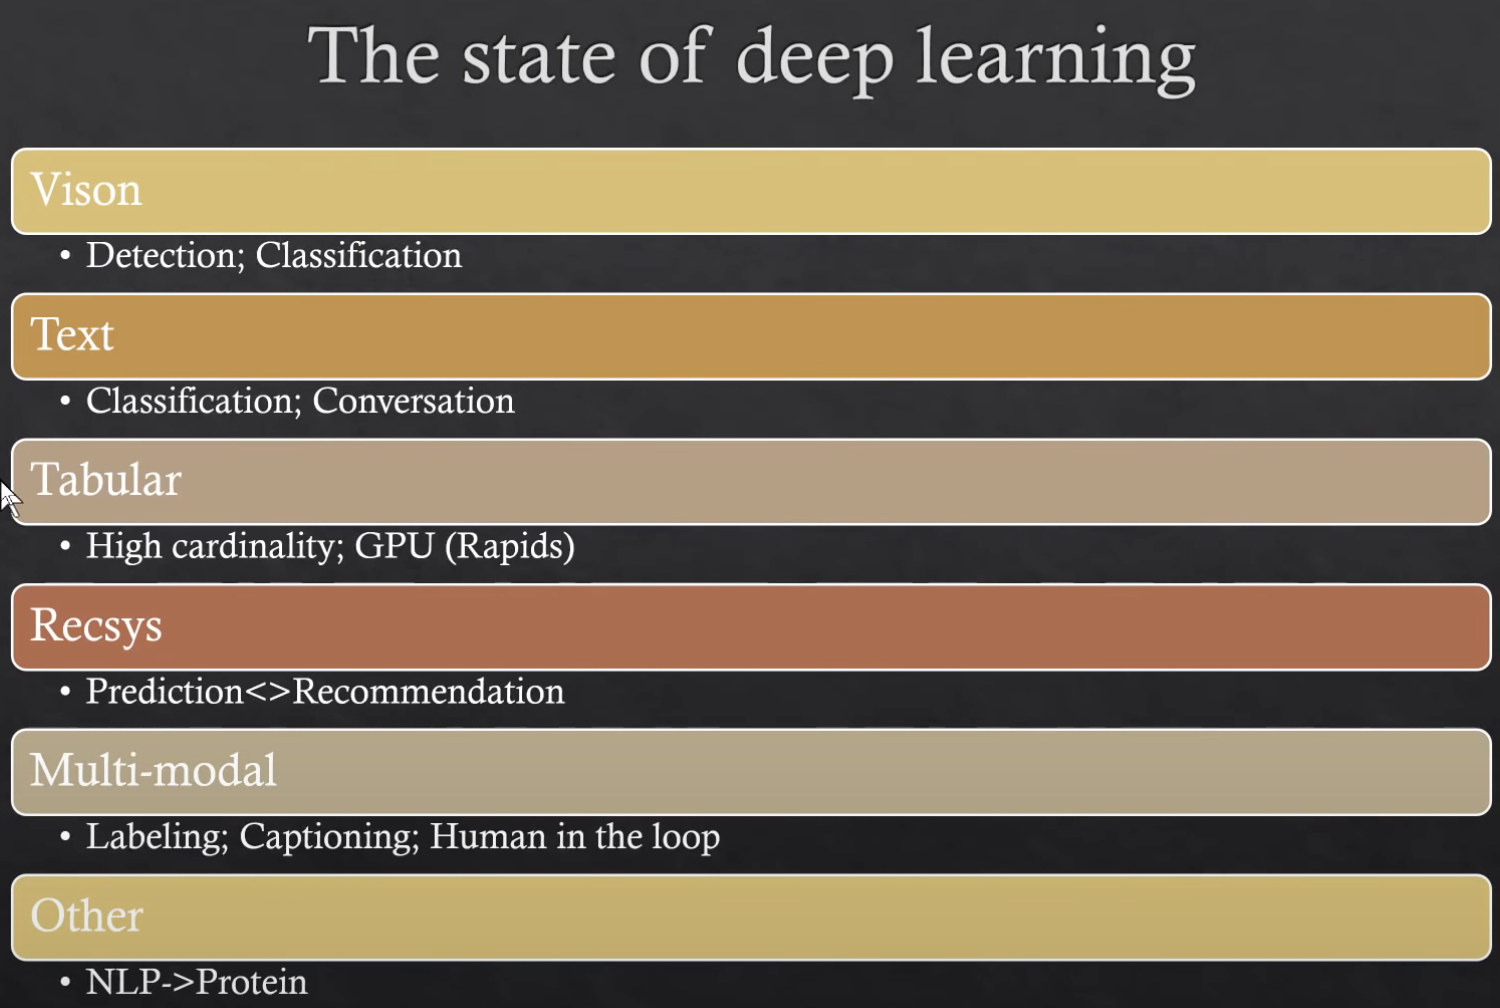 The state of deep learning
Vison
• Detection; Classification
Text
• Classification; Conversation
Tabular
• High cardinality; GPU (Rapids)
Recsys
• Prediction<>Recommendation
Multi-modal
• Labeling; Captioning; Human in the loop
Other
• NLP->Protein